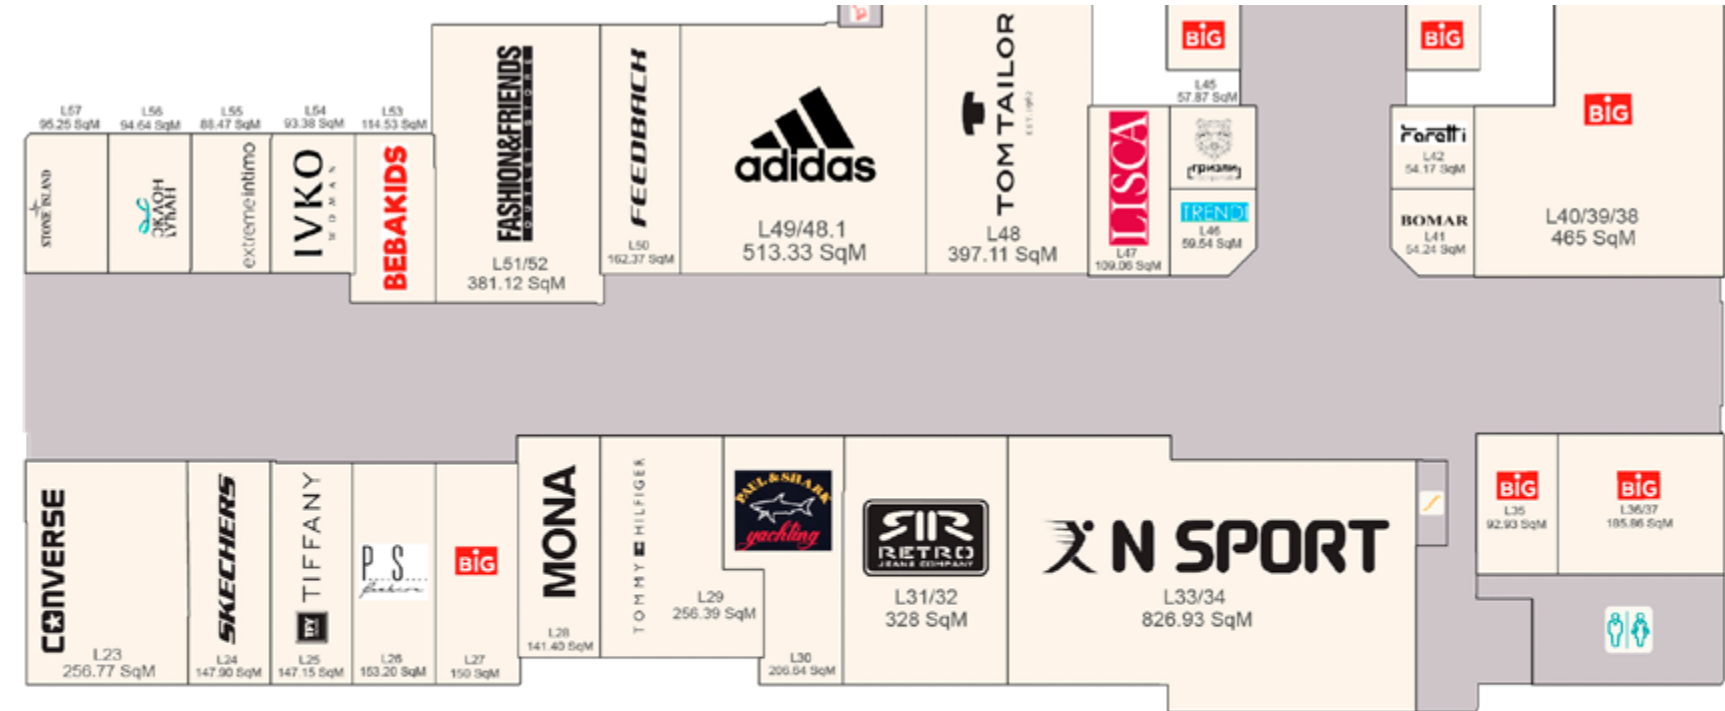 BiG
BiG
L45
57.87 SqM
L57
95.25 SqM
L56
94.64 SqM
L55
88.47 SqM
L54
93.38 SqM
L53
114.53 SqM
STONE ISLAND
extreme intimo
IVKO
WOMAN
BEBAKIDS
FASHION&FRIENDS
OUTLET STORE
L51/52
381.12 SqM
FEEDBACK
L50
162.37 SqM
adidas
L49/48.1
513.33 SqM
TOM TAILOR
EST. 1962
L48
397.11 SqM
LISCA
L47
109.06 SqM
TRENDI
L46
59.54 SqM
L42
54.17 SqM
BOMAR
L41
54.24 SqM
BiG
L40/39/38
465 SqM
CONVERSE
L23
256.77 SqM
SKECHERS
L24
147.90 SqM
TIFFANY
TFY
L25
147.15 SqM
P.S.
fashion
L26
153.20 SqM
BiG
L27
150 SqM
MONA
L28
141.40 SqM
TOMMY HILFIGER
L29
256.39 SqM
PAUL & SHARK
yachting
L30
206.64 SqM
RETRO
JEANS COMPANY
L31/32
328 SqM
N SPORT
L33/34
826.93 SqM
BiG
L35
92.93 SqM
BiG
L36/37
185.86 SqM